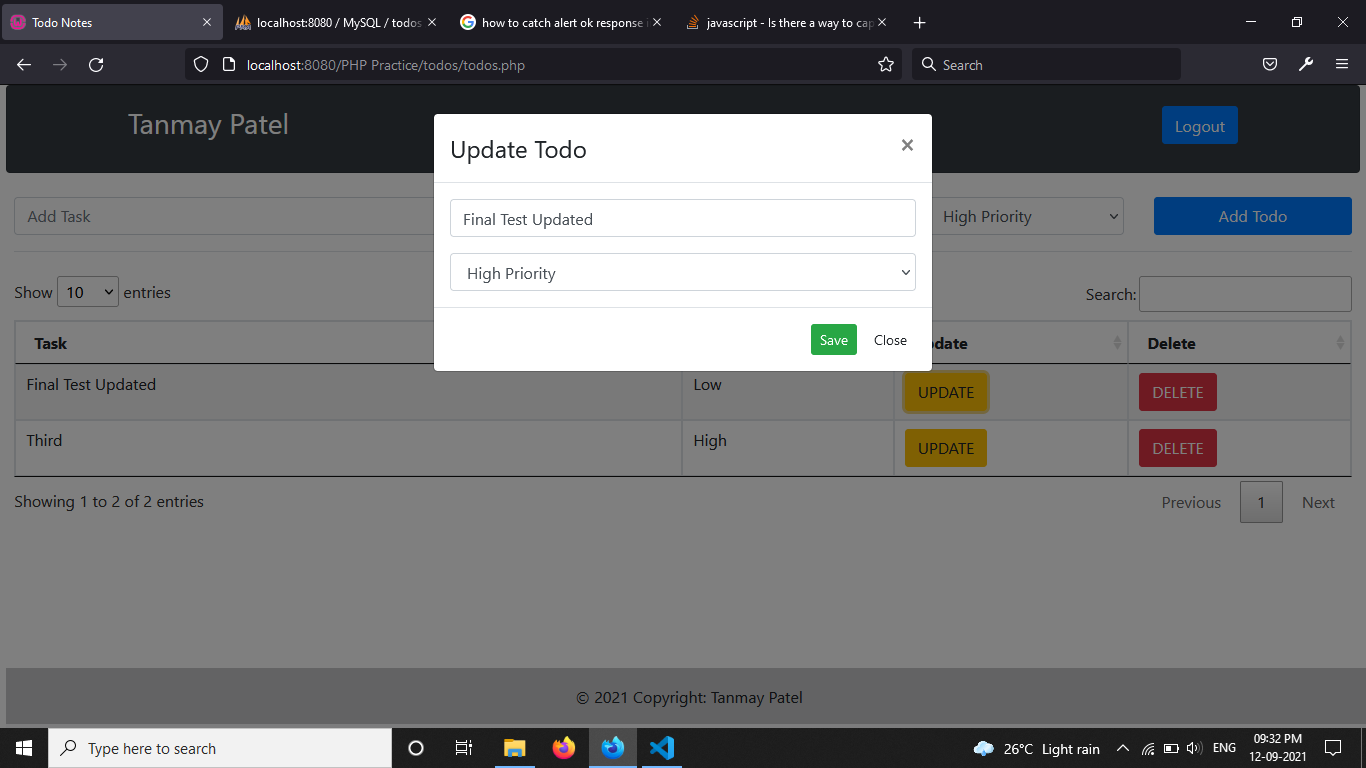 Todo Notes
localhost:8080 / MySQL / todos
how to catch alert ok response i
javascript - Is there a way to cap
localhost:8080/PHP Practice/todos/todos.php
Search
Tanmay Patel
Logout
Update Todo
×
Add Task
High Priority
Add Todo
Final Test Updated
High Priority
Save
Close
Show 10 entries
Search:
Task
Delete
Final Test Updated
Low
UPDATE
DELETE
Third
High
UPDATE
DELETE
Showing 1 to 2 of 2 entries
Previous
1
Next
© 2021 Copyright: Tanmay Patel
Type here to search
26°C Light rain
ENG
09:32 PM
12-09-2021